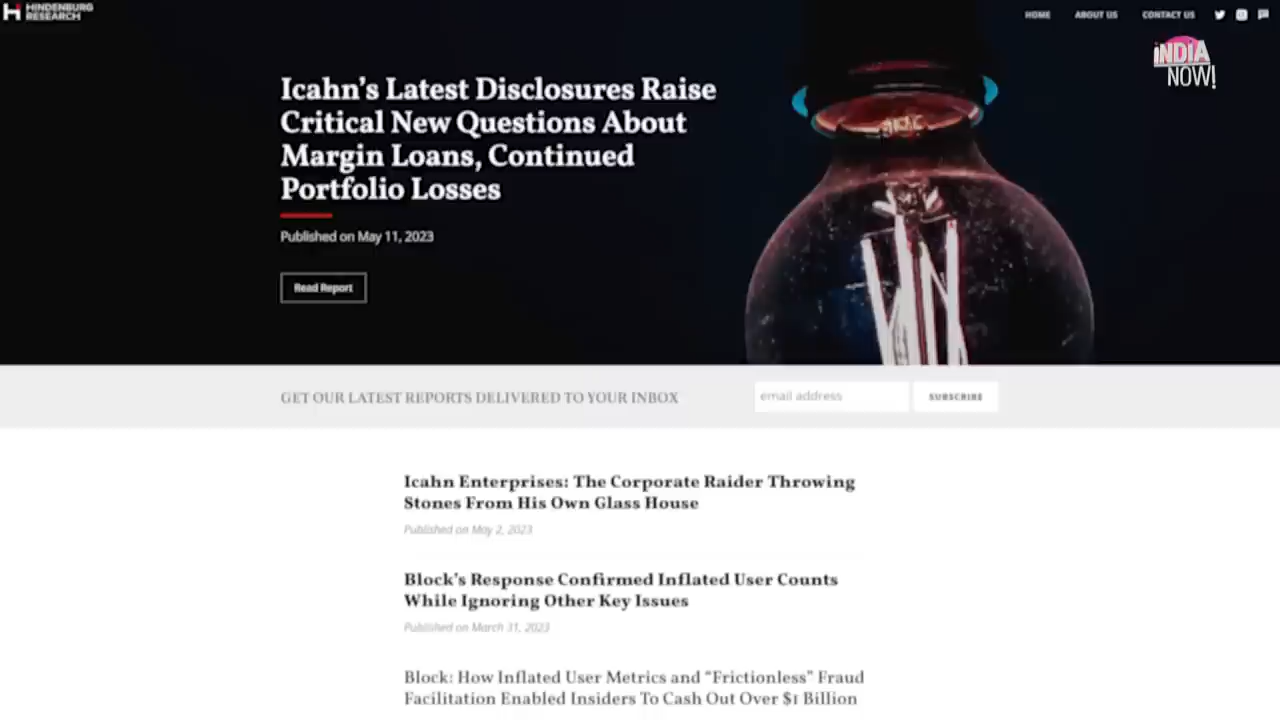 HINDENBURG
RESEARCH
HOME
ABOUT US
CONTACT US
iNDiA
NOW!
Icahn's Latest Disclosures Raise
Critical New Questions About
Margin Loans, Continued
Portfolio Losses
Published on May 11, 2023
Read Report
GET OUR LATEST REPORTS DELIVERED TO YOUR INBOX
email address
SUBSCRIBE
Icahn Enterprises: The Corporate Raider Throwing
Stones From His Own Glass House
Published on May 2, 2023
Block's Response Confirmed Inflated User Counts
While Ignoring Other Key Issues
Published on March 31, 2023
Block: How Inflated User Metrics and “Frictionless” Fraud
Facilitation Enabled Insiders To Cash Out Over $1 Billion